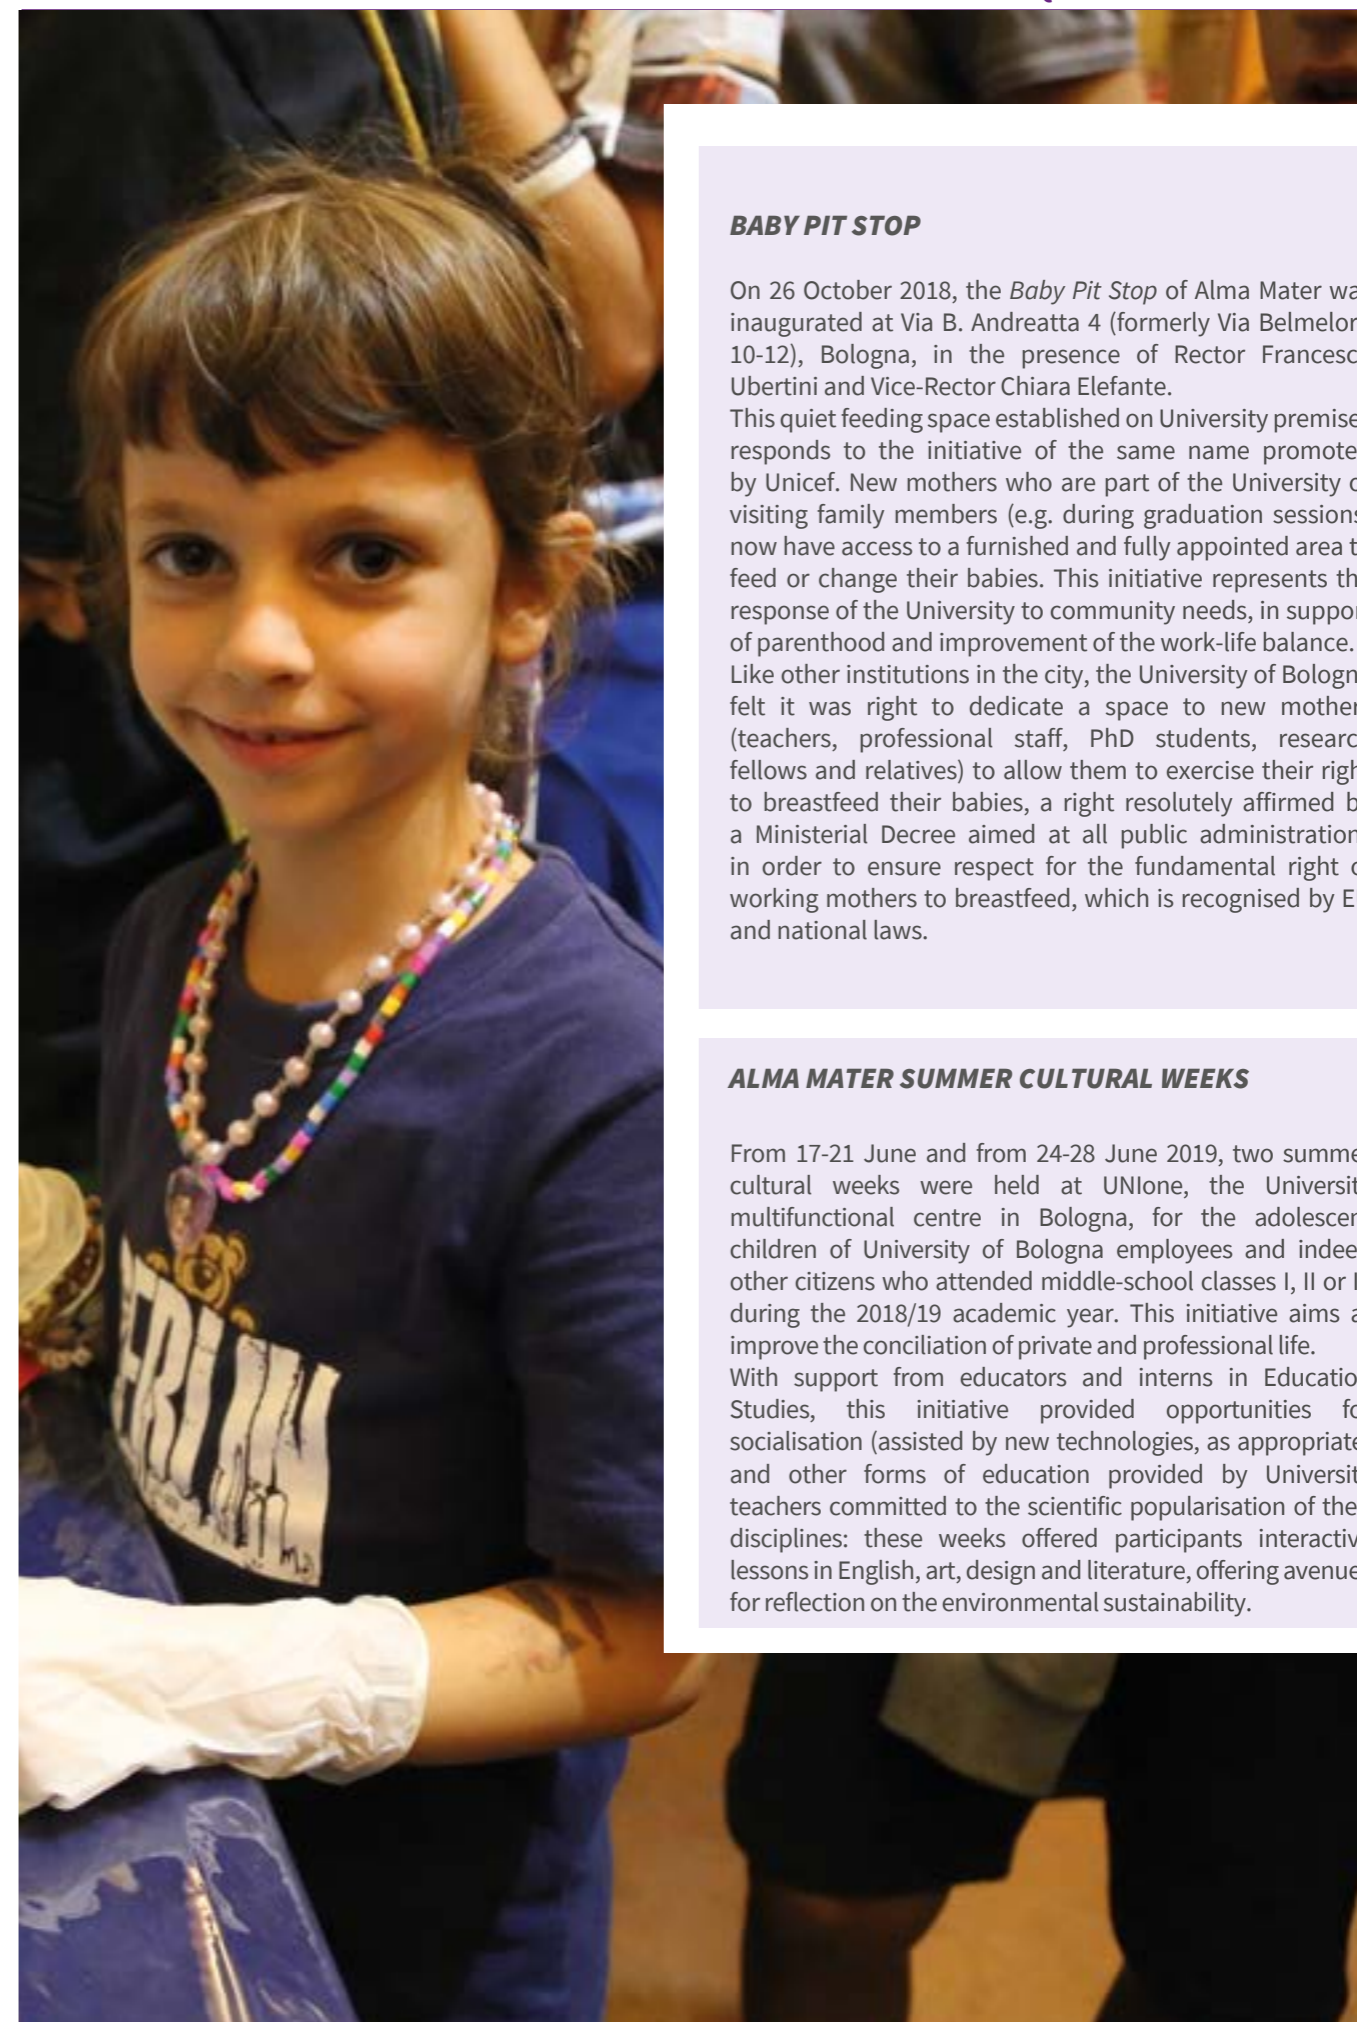 BABY PIT STOP
On 26 October 2018, the Baby Pit Stop of Alma Mater wa
inaugurated at Via B. Andreatta 4 (formerly Via Belmelor
10-12), Bologna, in the presence of Rector Francesc
Ubertini and Vice-Rector Chiara Elefante.
This quiet feeding space established on University premise
responds to the initiative of the same name promote
by Unicef. New mothers who are part of the University o
visiting family members (e.g. during graduation sessions
now have access to a furnished and fully appointed area t
feed or change their babies. This initiative represents th
response of the University to community needs, in suppor
of parenthood and improvement of the work-life balance.
Like other institutions in the city, the University of Bologn
felt it was right to dedicate a space to new mother
(teachers, professional staff, PhD students, researc
fellows and relatives) to allow them to exercise their righ
to breastfeed their babies, a right resolutely affirmed b
a Ministerial Decree aimed at all public administration
in order to ensure respect for the fundamental right o
working mothers to breastfeed, which is recognised by E
and national laws.
ALMA MATER SUMMER CULTURAL WEEKS
From 17-21 June and from 24-28 June 2019, two summe
cultural weeks were held at UNIone, the Universit
multifunctional centre in Bologna, for the adolescen
children of University of Bologna employees and indee
other citizens who attended middle-school classes I, II or I
during the 2018/19 academic year. This initiative aims a
improve the conciliation of private and professional life.
With support from educators and interns in Educatio
Studies, this initiative provided opportunities fo
socialisation (assisted by new technologies, as appropriate
and other forms of education provided by Universit
teachers committed to the scientific popularisation of the
disciplines: these weeks offered participants interactiv
lessons in English, art, design and literature, offering avenue
for reflection on the environmental sustainability.